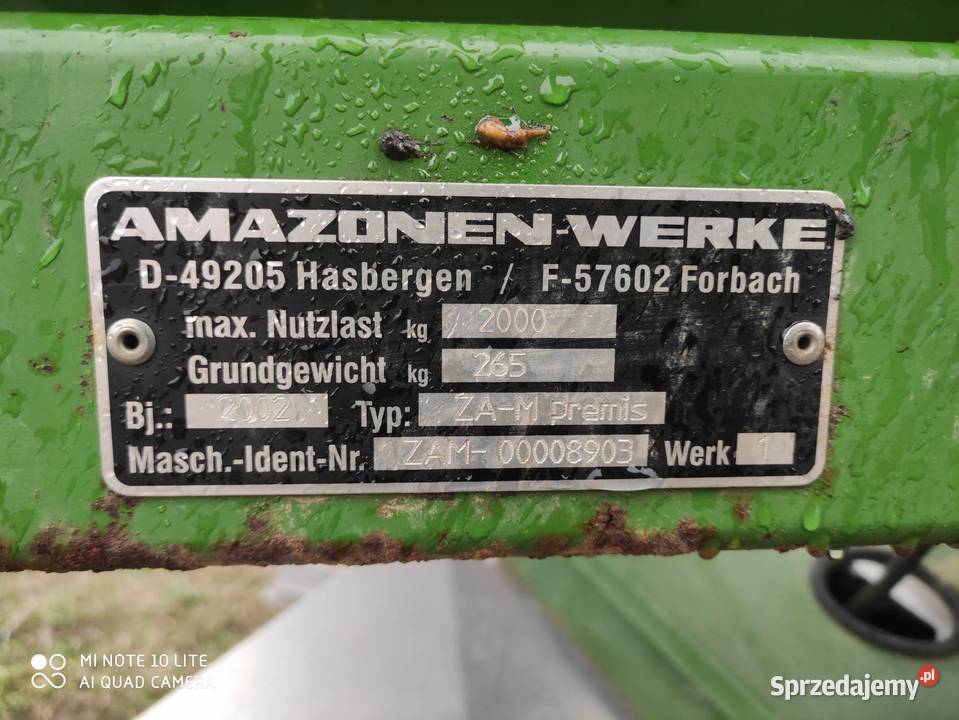 AMAZONEN-WERKE
D-49205 Hasbergen / F-57602 Forbach
max. Nutzlast kg 2000
Grundgewicht kg 265
Bj.: 2002 Typ: ZA-M premis
Masch.-Ident-Nr. ZAM-00008903 Werk 1
MI NOTE 10 LITE
AI QUAD CAMERA
Sprzedajemy.pl